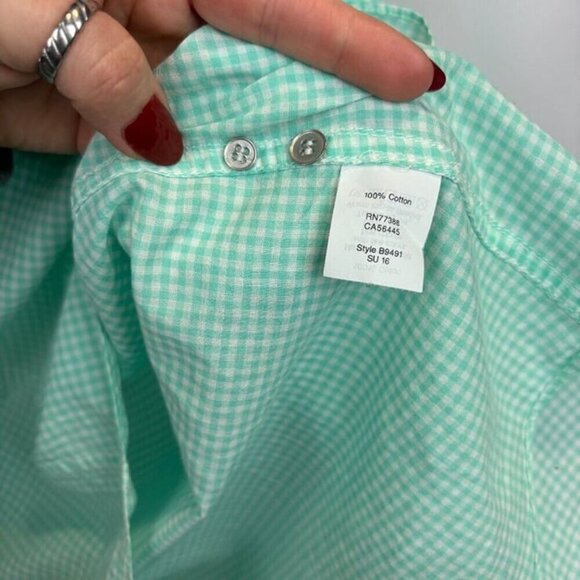 100% Cotton
RN77388
CA56445
Style B9491
SU 16